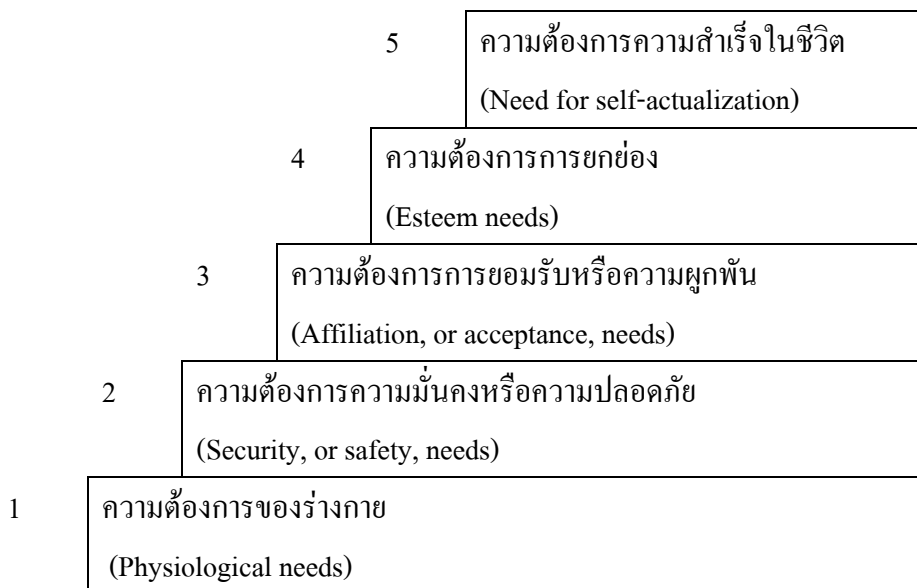 5 ความต้องการความสำเร็จในชีวิต
(Need for self-actualization)
4 ความต้องการการยกย่อง
(Esteem needs)
3 ความต้องการการยอมรับหรือความผูกพัน
(Affiliation, or acceptance, needs)
2 ความต้องการความมั่นคงหรือความปลอดภัย
(Security, or safety, needs)
1 ความต้องการของร่างกาย
(Physiological needs)